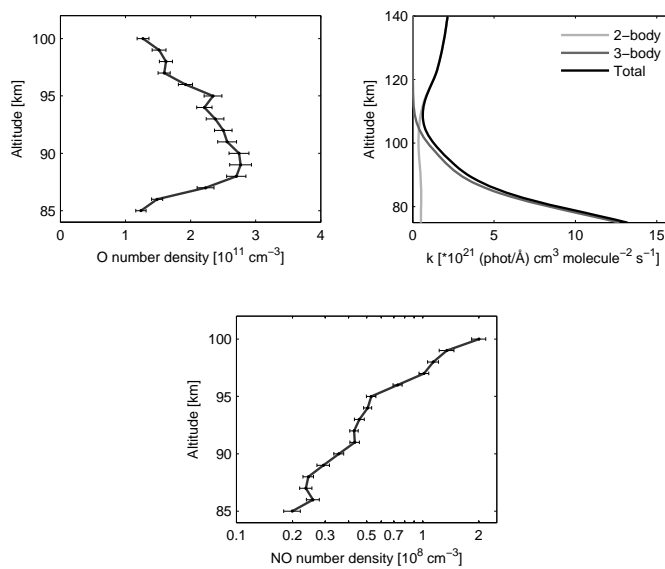 100
95
90
85
Altitude [km]
0 1 2 3 4
O number density [10¹¹ cm⁻³]
140
120
100
80
Altitude [km]
2−body
3−body
Total
0 5 10 15
k [*10²¹ (phot/Å) cm³ molecule⁻² s⁻¹]
100
95
90
85
Altitude [km]
0.1 0.2 0.3 0.5 0.7 1 2
NO number density [10⁸ cm⁻³]